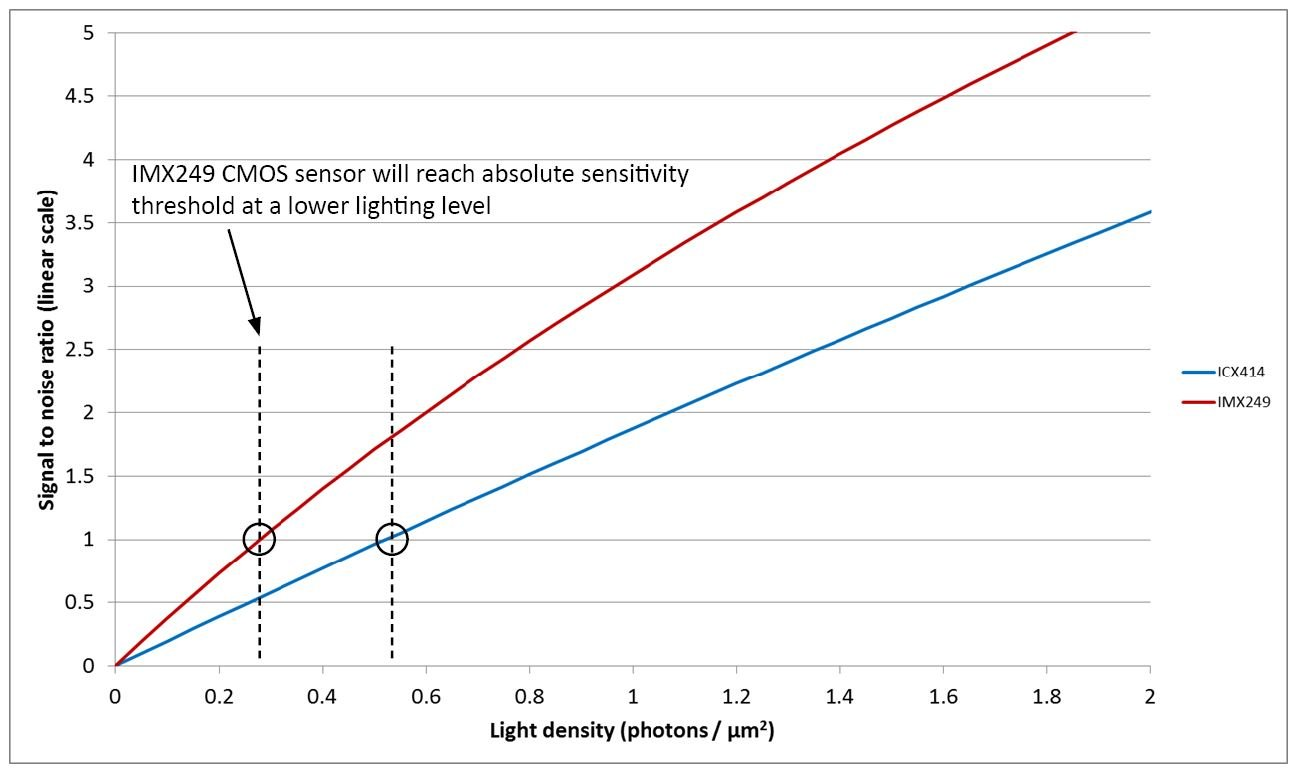 5
4.5
4
3.5
3
2.5
2
1.5
1
0.5
0
Signal to noise ratio (linear scale)
IMX249 CMOS sensor will reach absolute sensitivity
threshold at a lower lighting level
ICX414
IMX249
0 0.2 0.4 0.6 0.8 1 1.2 1.4 1.6 1.8 2
Light density (photons / µm²)